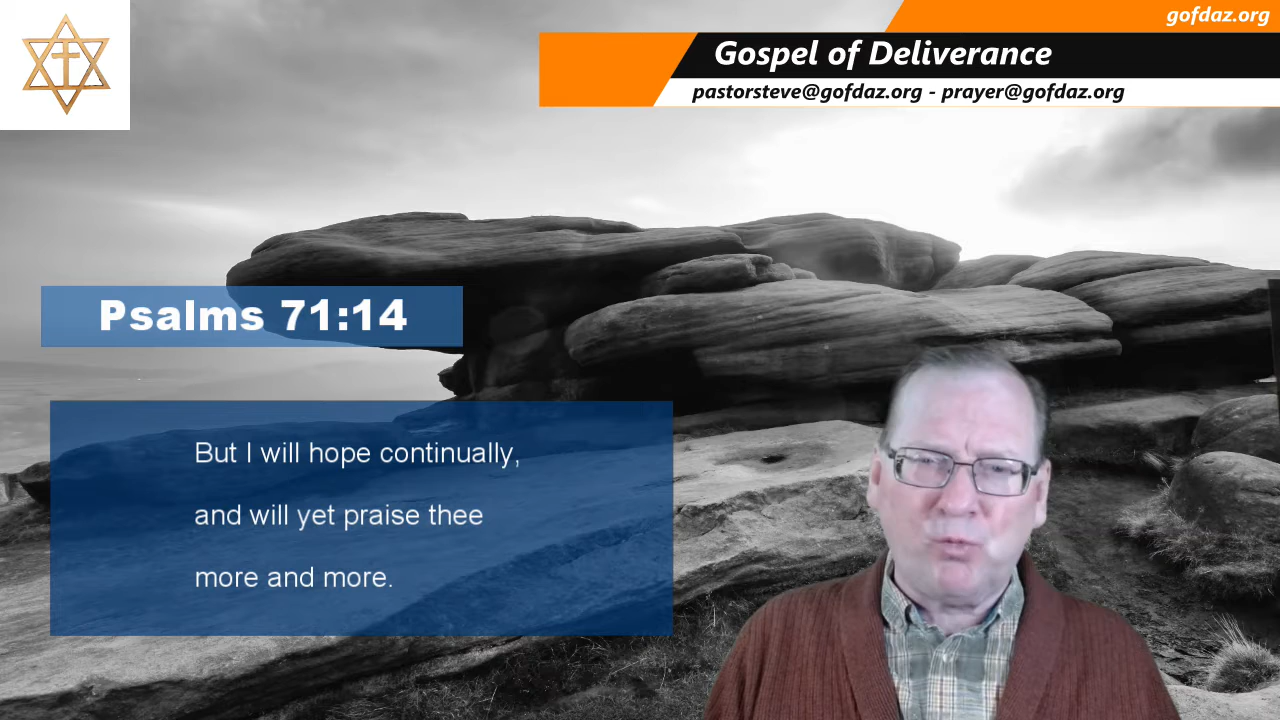 gofdaz.org
Gospel of Deliverance
pastorsteve@gofdaz.org - prayer@gofdaz.org
Psalms 71:14
But I will hope continually,
and will yet praise thee
more and more.